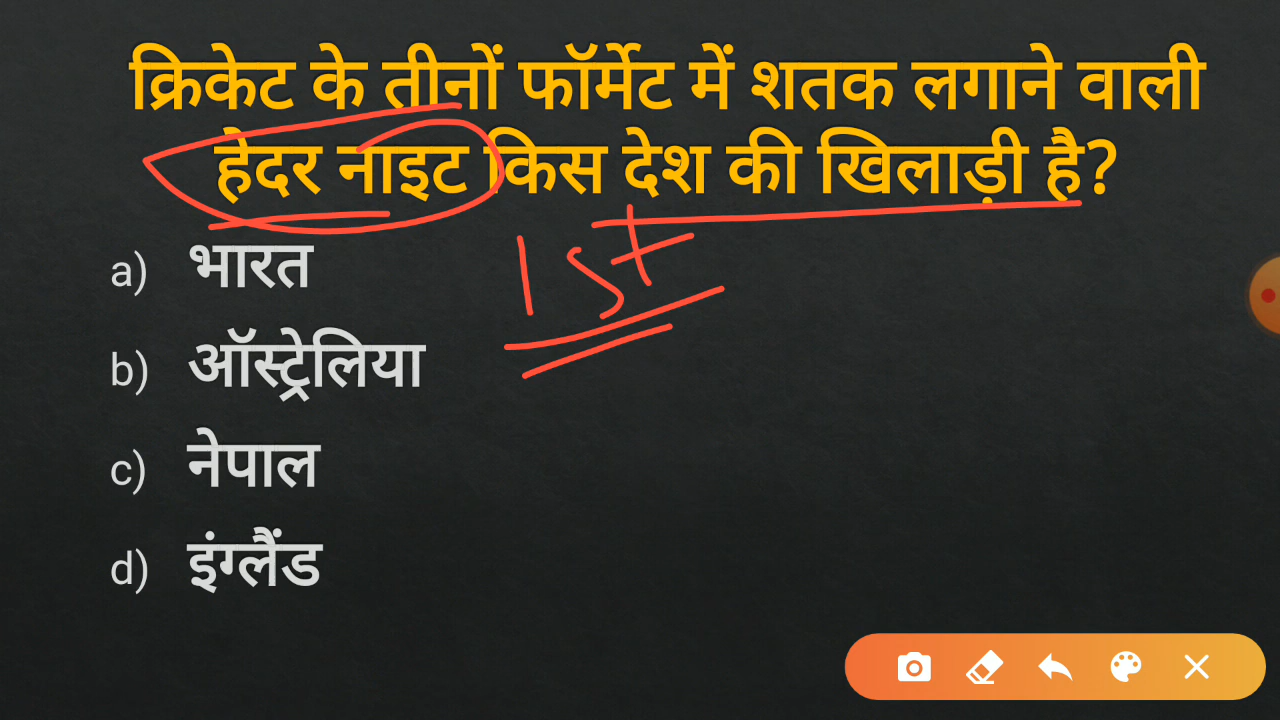 क्रिकेट के तीनों फॉर्मेट में शतक लगाने वाली
हेदर नाइट किस देश की खिलाड़ी है?
1st
a) भारत
b) ऑस्ट्रेलिया
c) नेपाल
d) इंग्लैंड